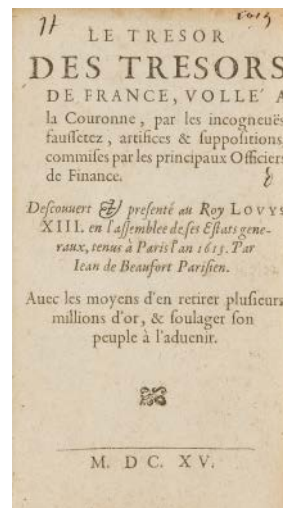 LE TRESOR
DES TRESORS
DE FRANCE, VOLLE' A
la Couronne, par les incogneuës
faussetez, artifices & suppositions
commises par les principaux Officiers
de Finance.
Descouuert & presenté au Roy LOVYS
XIII. en l'assemblee de ses Estats gene-
raux, tenus à Paris l'an 1615. Par
Iean de Beaufort Parisien.
Auec les moyens d'en retirer plusieurs
millions d'or, & soulager son
peuple à l'aduenir.
M. D C. X V.